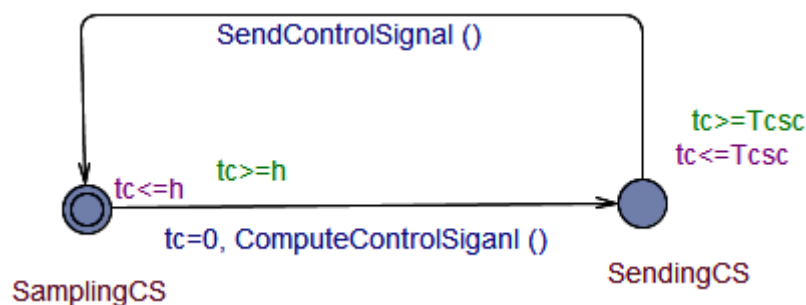 SendControlSignal ()
tc>=Tcsc
tc<=Tcsc
tc>=h
tc<=h
tc=0, ComputeControlSiganl ()
SendingCS
SamplingCS